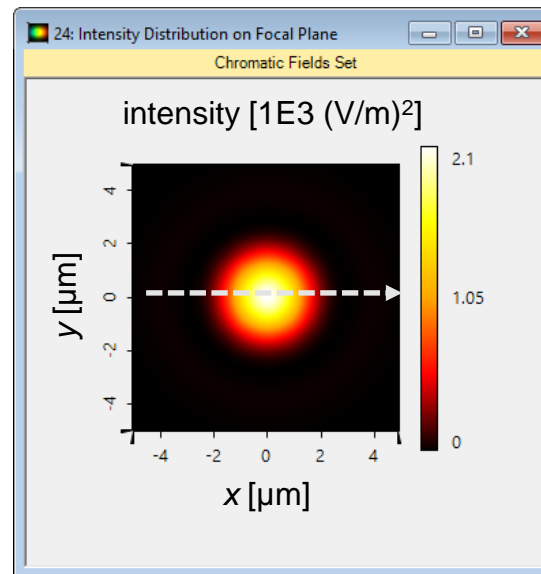 24: Intensity Distribution on Focal Plane
Chromatic Fields Set
intensity [1E3 (V/m)²]
2.1
1.05
0
y [µm]
4
2
0
-2
-4
-4 -2 0 2 4
x [µm]